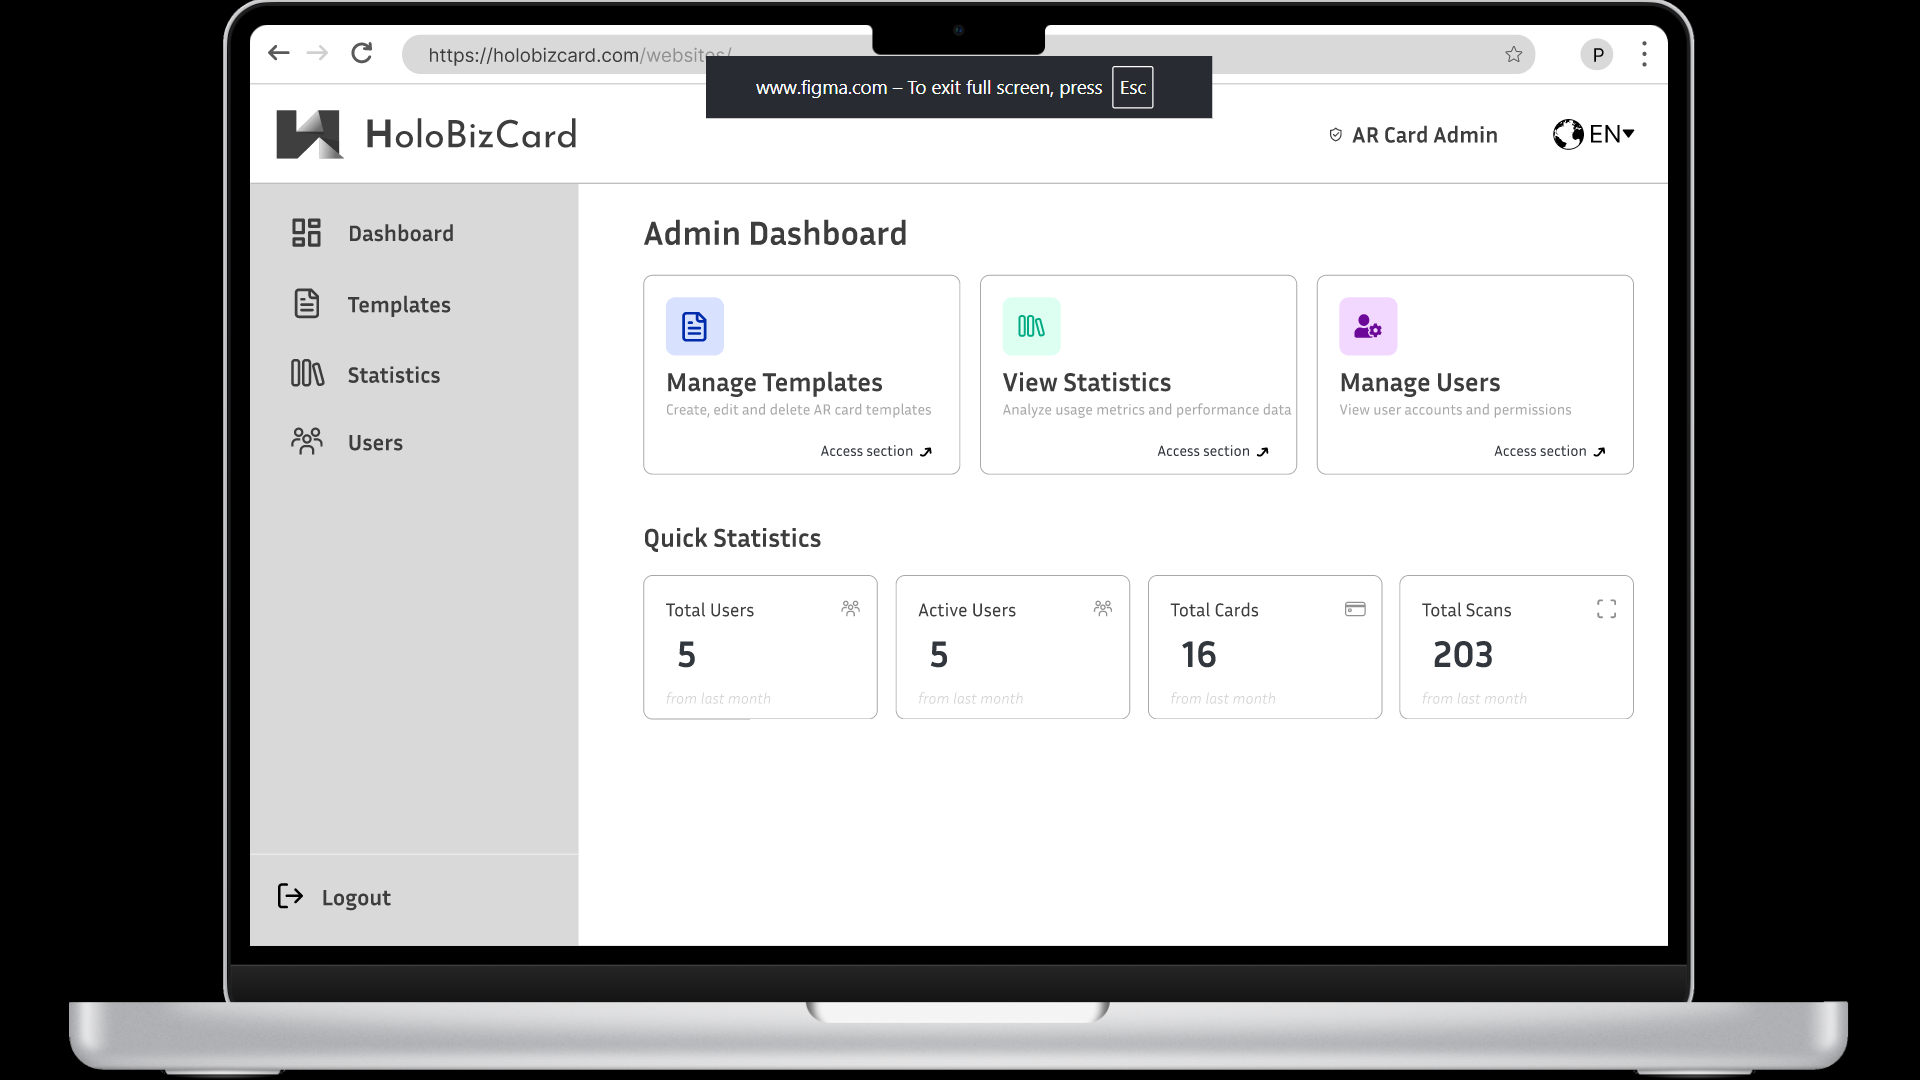 https://holobizcard.com/websites/
P
www.figma.com – To exit full screen, press Esc
HoloBizCard
AR Card Admin
EN
Dashboard
Templates
Statistics
Users
Logout
Admin Dashboard
Manage Templates
Create, edit and delete AR card templates
Access section
View Statistics
Analyze usage metrics and performance data
Access section
Manage Users
View user accounts and permissions
Access section
Quick Statistics
Total Users
5
from last month
Active Users
5
from last month
Total Cards
16
from last month
Total Scans
203
from last month